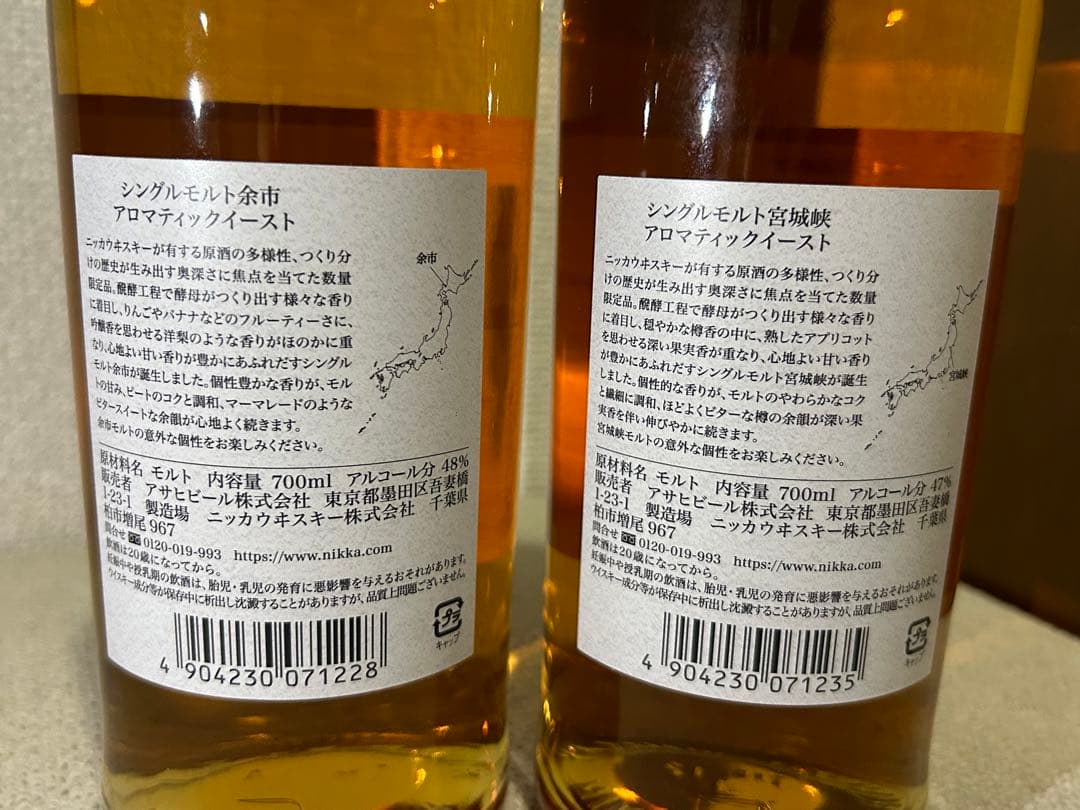 シングルモルト余市
アロマティックイースト
ニッカウヰスキーが有する原酒の多様性、つくり分
けの歴史が生み出す奥深さに焦点を当てた数量
限定品。醗酵工程で酵母がつくり出す様々な香り
に着目し、りんごやバナナなどのフルーティーさに、
吟醸香を思わせる洋梨のような香りがほのかに重
なり、心地よい甘い香りが豊かにあふれだすシングル
モルト余市が誕生しました。個性豊かな香りが、モル
トの甘み、ピートのコクと調和、マーマレードのような
ビタースイートな余韻が心地よく続きます。
余市モルトの意外な個性をお楽しみください。
余市
原材料名 モルト 内容量 700ml アルコール分 48%
販売者 アサヒビール株式会社 東京都墨田区吾妻橋
1-23-1 製造場 ニッカウヰスキー株式会社 千葉県
柏市増尾 967
問合せ 0120-019-993 https://www.nikka.com
飲酒は20歳になってから。
妊娠中や授乳期の飲酒は、胎児・乳児の発育に悪影響を与えるおそれがあります。
ウイスキー成分等が保存中に析出し沈澱することがありますが、品質上問題ございません。
プラ
キャップ
4 904230 071228
シングルモルト宮城峡
アロマティックイースト
ニッカウヰスキーが有する原酒の多様性、つくり分
けの歴史が生み出す奥深さに焦点を当てた数量
限定品。醗酵工程で酵母がつくり出す様々な香り
に着目し、穏やかな樽香の中に、熟したアプリコット
を思わせる深い果実香が重なり、心地よい甘い香り
が豊かにあふれだすシングルモルト宮城峡が誕生
しました。個性的な香りが、モルトのやわらかなコク
と繊細に調和、ほどよくビターな樽の余韻が深い果
実香を伴い伸びやかに続きます。
宮城峡モルトの意外な個性をお楽しみください。
宮城峡
原材料名 モルト 内容量 700ml アルコール分 47%
販売者 アサヒビール株式会社 東京都墨田区吾妻橋
1-23-1 製造場 ニッカウヰスキー株式会社 千葉県
柏市増尾 967
問合せ 0120-019-993 https://www.nikka.com
飲酒は20歳になってから。
妊娠中や授乳期の飲酒は、胎児・乳児の発育に悪影響を与えるおそれがあります。
ウイスキー成分等が保存中に析出し沈澱することがありますが、品質上問題ございません。
プラ
キャップ
4 904230 071235